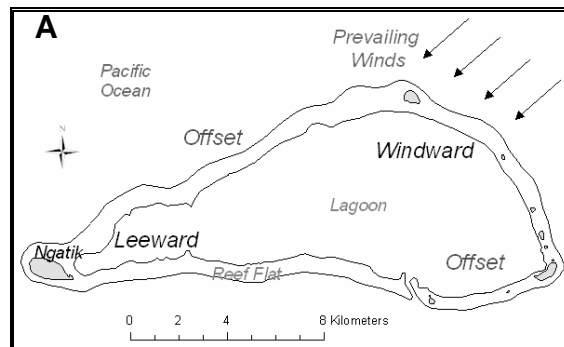 A
Prevailing
Winds
Pacific
Ocean
Offset
N
Windward
Lagoon
Leeward
Ngatik
Reef Flat
Offset
0 2 4 8 Kilometers